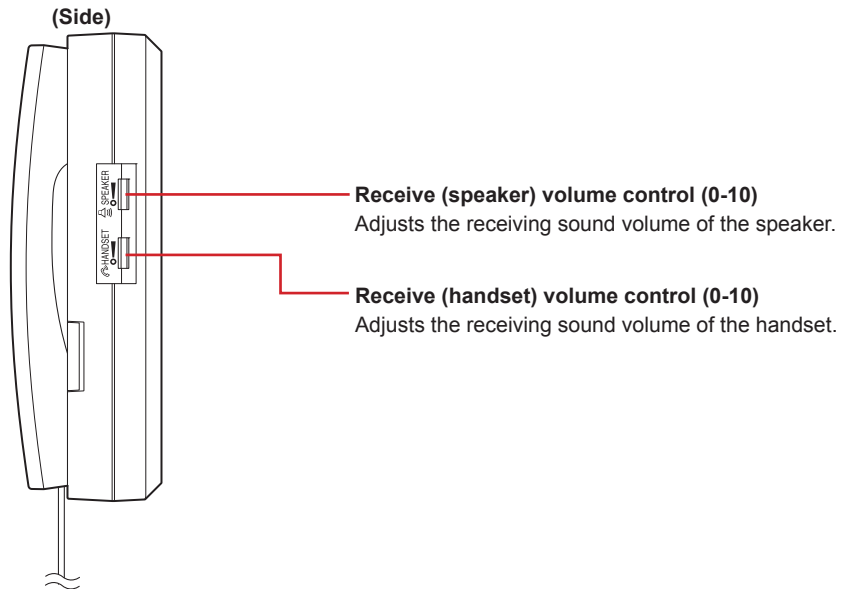 (Side)
SPEAKER
HANDSET
Receive (speaker) volume control (0-10)
Adjusts the receiving sound volume of the speaker.
Receive (handset) volume control (0-10)
Adjusts the receiving sound volume of the handset.